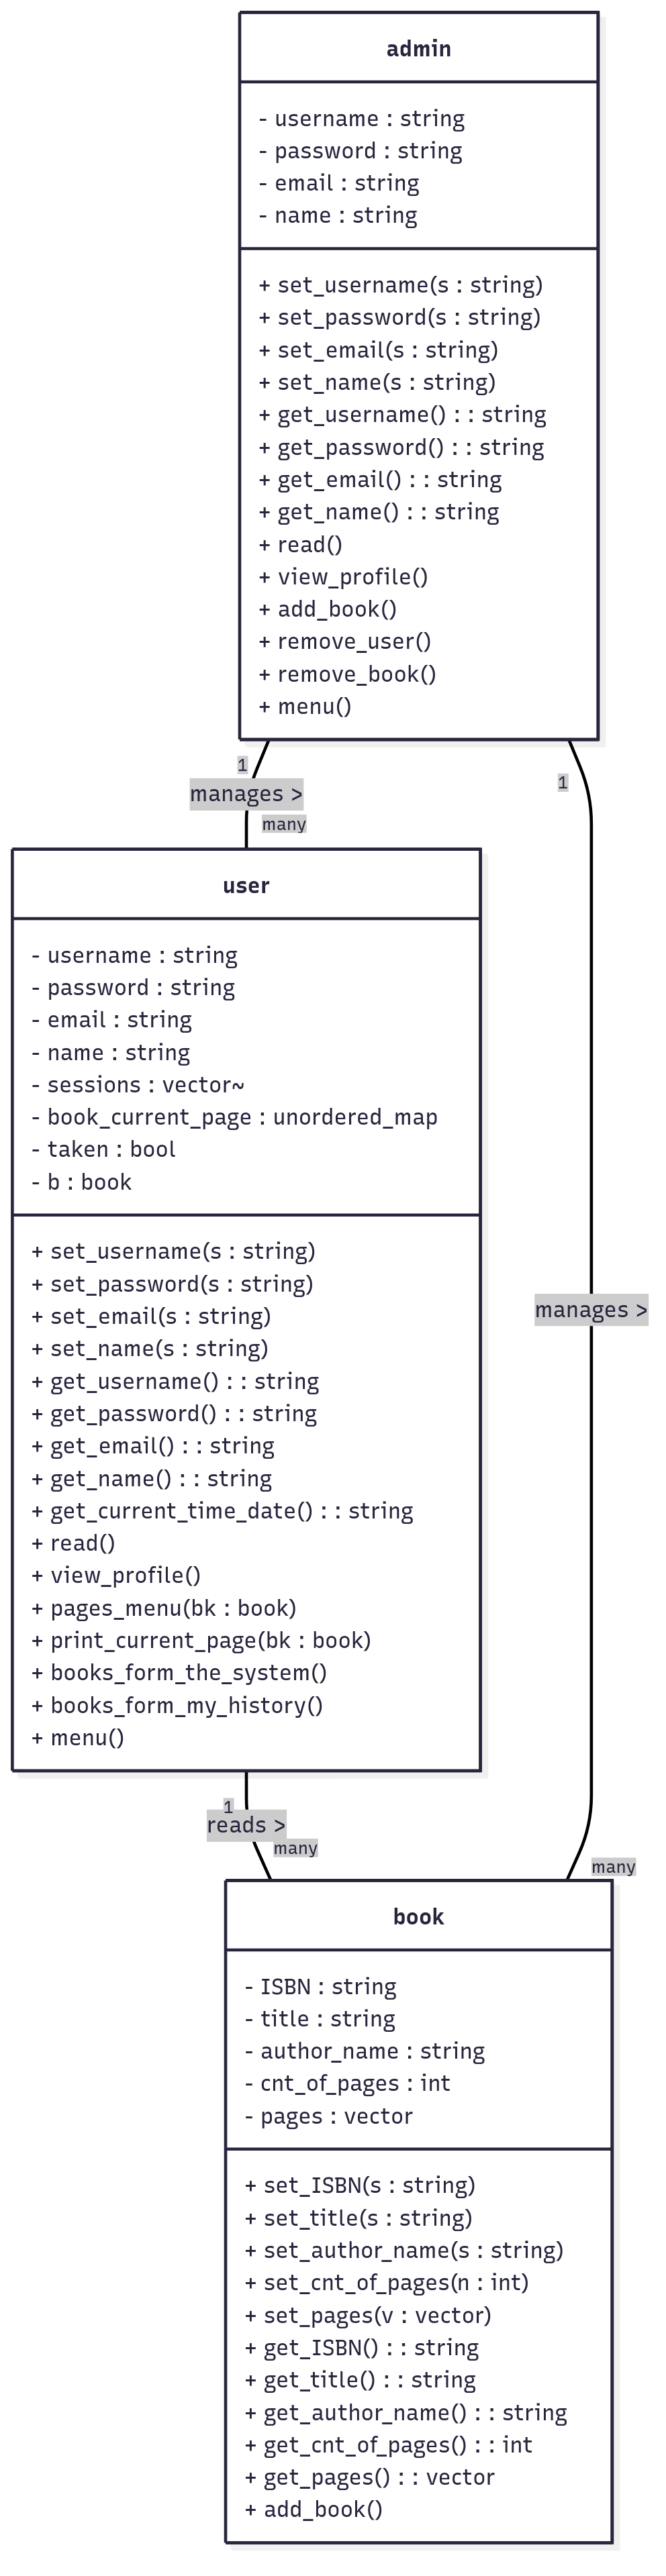 admin
- username : string
- password : string
- email : string
- name : string
+ set_username(s : string)
+ set_password(s : string)
+ set_email(s : string)
+ set_name(s : string)
+ get_username() : : string
+ get_password() : : string
+ get_email() : : string
+ get_name() : : string
+ read()
+ view_profile()
+ add_book()
+ remove_user()
+ remove_book()
+ menu()
1
1
manages >
many
user
- username : string
- password : string
- email : string
- name : string
- sessions : vector~
- book_current_page : unordered_map
- taken : bool
- b : book
+ set_username(s : string)
+ set_password(s : string)
+ set_email(s : string)
+ set_name(s : string)
+ get_username() : : string
+ get_password() : : string
+ get_email() : : string
+ get_name() : : string
+ get_current_time_date() : : string
+ read()
+ view_profile()
+ pages_menu(bk : book)
+ print_current_page(bk : book)
+ books_form_the_system()
+ books_form_my_history()
+ menu()
manages >
1
reads >
many
many
book
- ISBN : string
- title : string
- author_name : string
- cnt_of_pages : int
- pages : vector
+ set_ISBN(s : string)
+ set_title(s : string)
+ set_author_name(s : string)
+ set_cnt_of_pages(n : int)
+ set_pages(v : vector)
+ get_ISBN() : : string
+ get_title() : : string
+ get_author_name() : : string
+ get_cnt_of_pages() : : int
+ get_pages() : : vector
+ add_book()